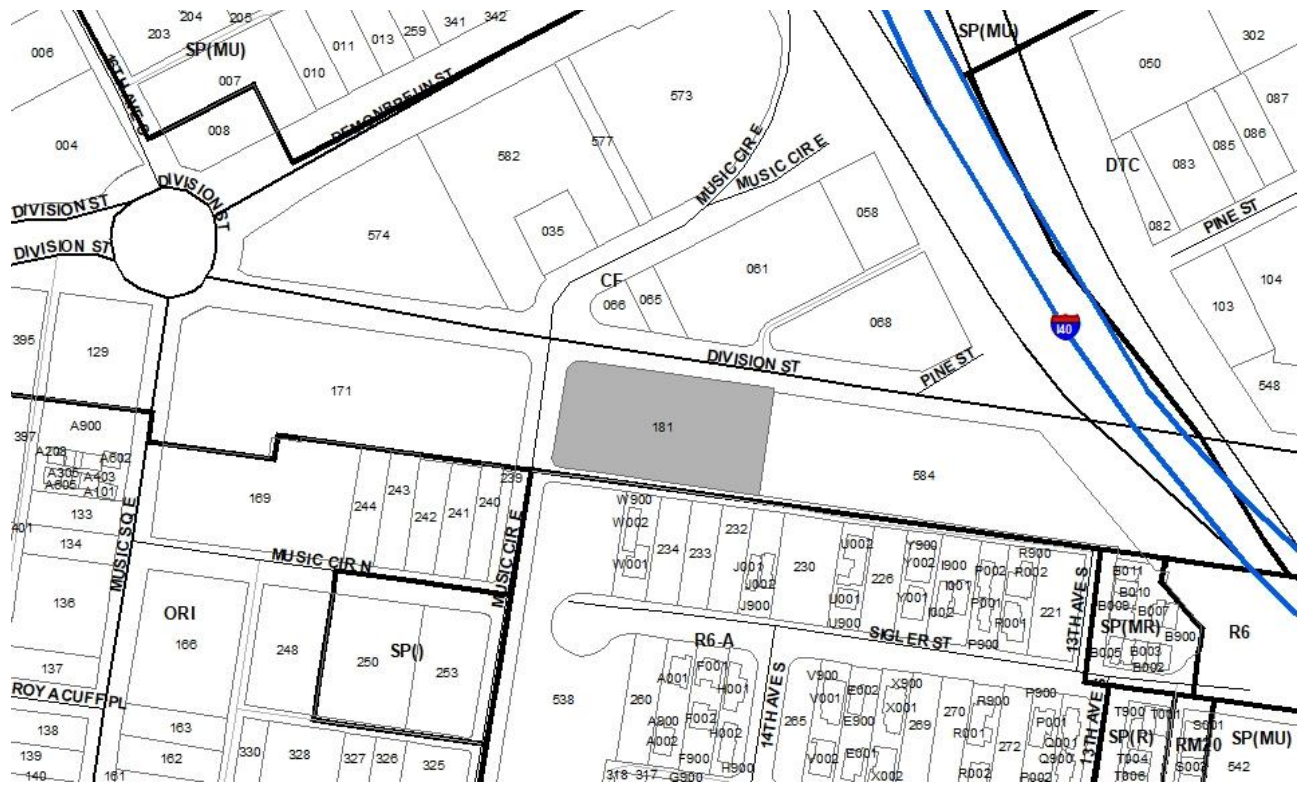 204
205
342
341
203
259
SP(MU)
SP(MU)
302
006
013
011
050
007
010
573
087
16TH AVE S
DEMONBREUN ST
086
008
085
004
577
083
582
MUSIC CIR E
MUSIC CIR E
DTC
DIVISION ST
DIVISION ST
058
PINE ST
035
574
082
DIVISION ST
061
CF
104
066
065
103
068
I40
395
129
DIVISION ST
PINE ST
548
171
181
A900
397
A208
A602
A305
A403
A605
A101
584
239
169
243
244
242
241
240
W900
133
W002
232
401
134
234
233
U002
Y900
R900
B011
MUSIC SQ E
MUSIC CIR N
MUSIC CIR E
W001
J001
J002
230
226
Y002
I900
P002
R002
B010
I001
Y001
U001
I002
P001
B008
B007
J900
U900
R001
221
13TH AVE S
136
ORI
SP(MR)
B900
R6
166
SIGLER ST
P900
B005
B003
B002
248
250
SP()
253
R6-A
137
F001
A001
H001
ROY ACUFF PL
V900
X900
538
260
V001
E602
X001
R900
P900
13TH AVE S
T900
T001
S001
138
163
A900
F002
14TH AVE S
265
E900
269
270
P001
A002
H002
R001
Q001
SP(R)
SP(MU)
139
162
330
328
327
326
325
F900
V002
E001
272
Q900
T004
RM20
S003
542
140
161
318
317
G900
H900
X002
R002
P002
T006